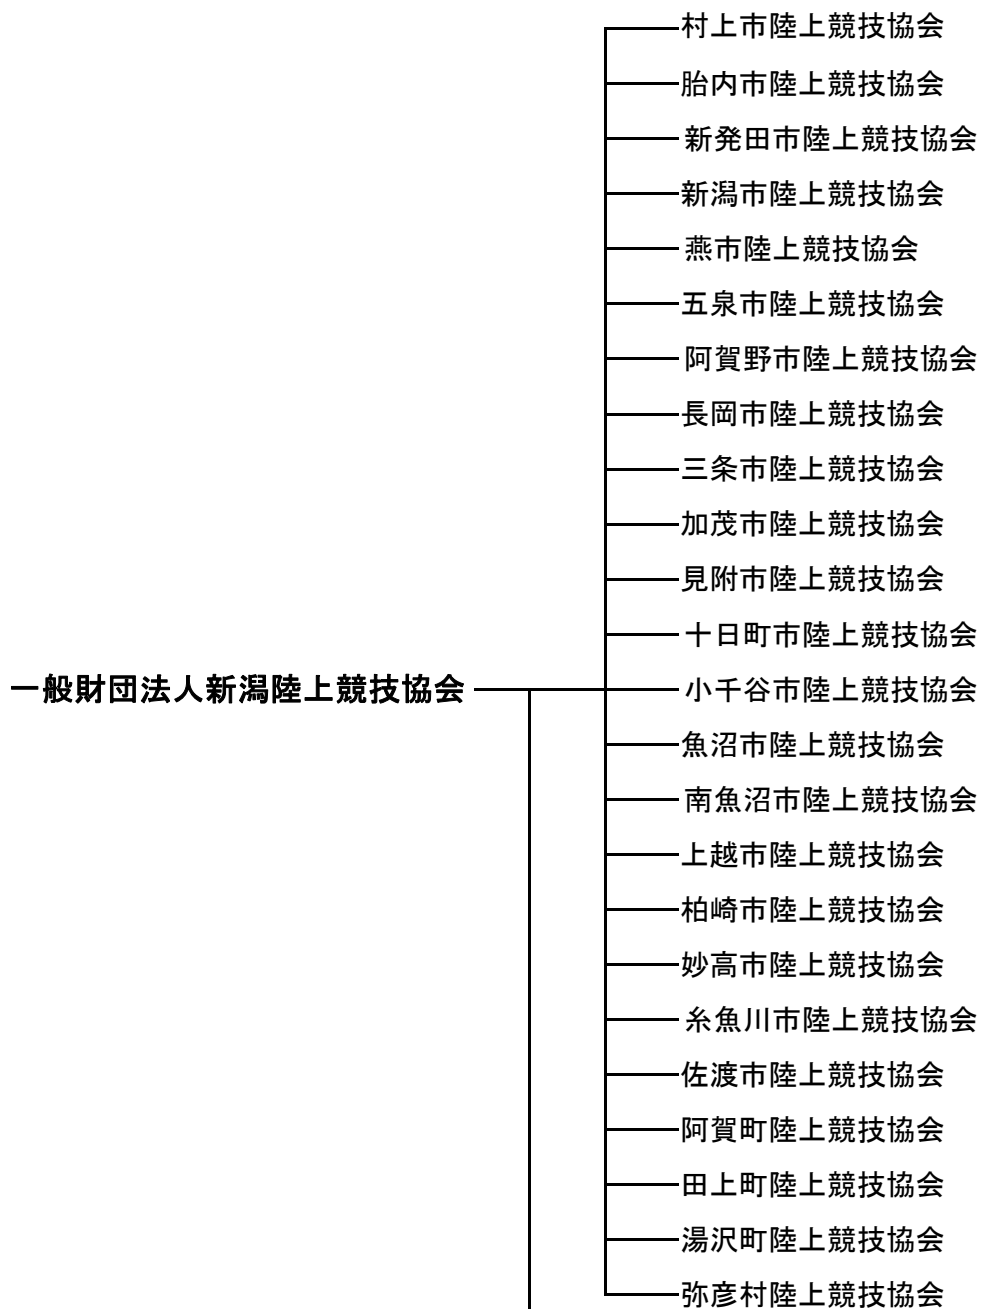 一般財団法人新潟陸上競技協会
村上市陸上競技協会
胎内市陸上競技協会
新発田市陸上競技協会
新潟市陸上競技協会
燕市陸上競技協会
五泉市陸上競技協会
阿賀野市陸上競技協会
長岡市陸上競技協会
三条市陸上競技協会
加茂市陸上競技協会
見附市陸上競技協会
十日町市陸上競技協会
小千谷市陸上競技協会
魚沼市陸上競技協会
南魚沼市陸上競技協会
上越市陸上競技協会
柏崎市陸上競技協会
妙高市陸上競技協会
糸魚川市陸上競技協会
佐渡市陸上競技協会
阿賀町陸上競技協会
田上町陸上競技協会
湯沢町陸上競技協会
弥彦村陸上競技協会